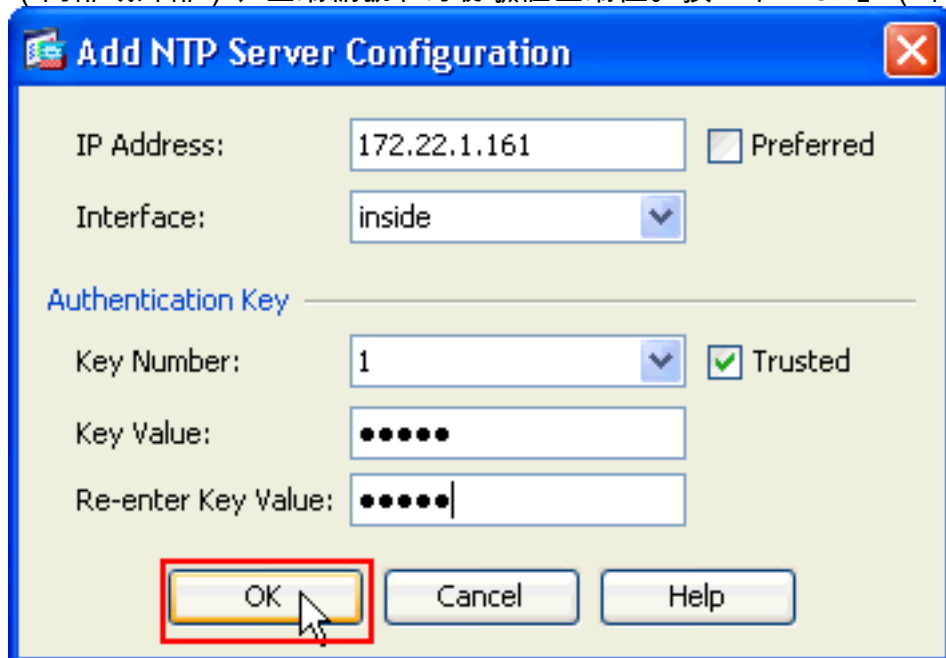 Add NTP Server Configuration
IP Address: 172.22.1.161 Preferred
Interface: inside
Authentication Key
Key Number: 1 Trusted
Key Value: •••••
Re-enter Key Value: •••••
OK Cancel Help